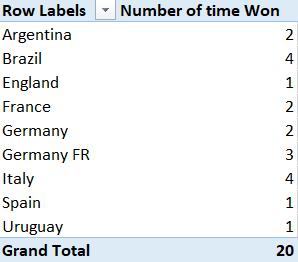 Row Labels Number of time Won
Argentina 2
Brazil 4
England 1
France 2
Germany 2
Germany FR 3
Italy 4
Spain 1
Uruguay 1
Grand Total 20